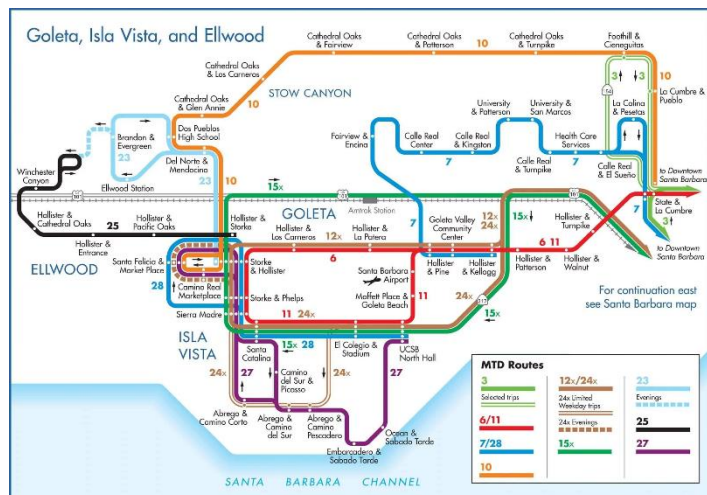 Goleta, Isla Vista, and Ellwood
Cathedral Oaks
& Fairview
Cathedral Oaks
& Patterson
Cathedral Oaks
& Turnpike
Foothill &
Cieneguitas
10
Cathedral Oaks
& Los Carneros
STOW CANYON
3
3
154
10
La Cumbre &
Pueblo
10
Cathedral Oaks
& Glen Annie
University
& Patterson
University &
San Marcos
La Colina
& Pesetas
Dos Pueblos
High School
Brandon &
Evergreen
23
Fairview &
Encina
Calle Real
Center
Calle Real
& Kingston
Health Care
Services
7
7
Calle Real
& Turnpike
Calle Real
& El Sueño
to Downtown
Santa Barbara
Winchester
Canyon
Del Norte &
Mendocina
23
10
Ellwood Station
101
15x
Amtrak Station
GOLETA
7
101
State &
La Cumbre
7
3
Hollister &
Cathedral Oaks
25
Hollister &
Pacific Oaks
Hollister
& Storke
12x
Hollister &
Los Carneros
Hollister &
La Patera
Goleta Valley
Community
Center
12x
24x
15x
Hollister &
Turnpike
Hollister &
Entrance
6
Hollister
& Pine
Hollister
& Kellogg
6 11
Hollister &
Patterson
Hollister
& Walnut
to Downtown
Santa Barbara
ELLWOOD
Santa Felicia &
Market Place
28
Camino Real
Marketplace
Storke
& Hollister
Santa Barbara
Airport
24x
For continuation east
see Santa Barbara map
Storke & Phelps
Moffett Place &
Goleta Beach
11
217
15x
Sierra Madre
11 24x
ISLA
VISTA
15x 28
Santa
Catalina
El Colegio &
Stadium
UCSB
North Hall
24x
27
Camino
del Sur &
Picasso
24x
27
Abrego &
Camino Corto
Abrego &
Camino
del Sur
Abrego &
Camino
Pescadero
Ocean &
Sabado Tarde
Embarcadero &
Sabado Tarde
SANTA BARBARA CHANNEL
MTD Routes
3
Selected trips
6/11
7/28
10
12x/24x
24x Limited
Weekday trips
24x Evenings
15x
23
Evenings
25
27